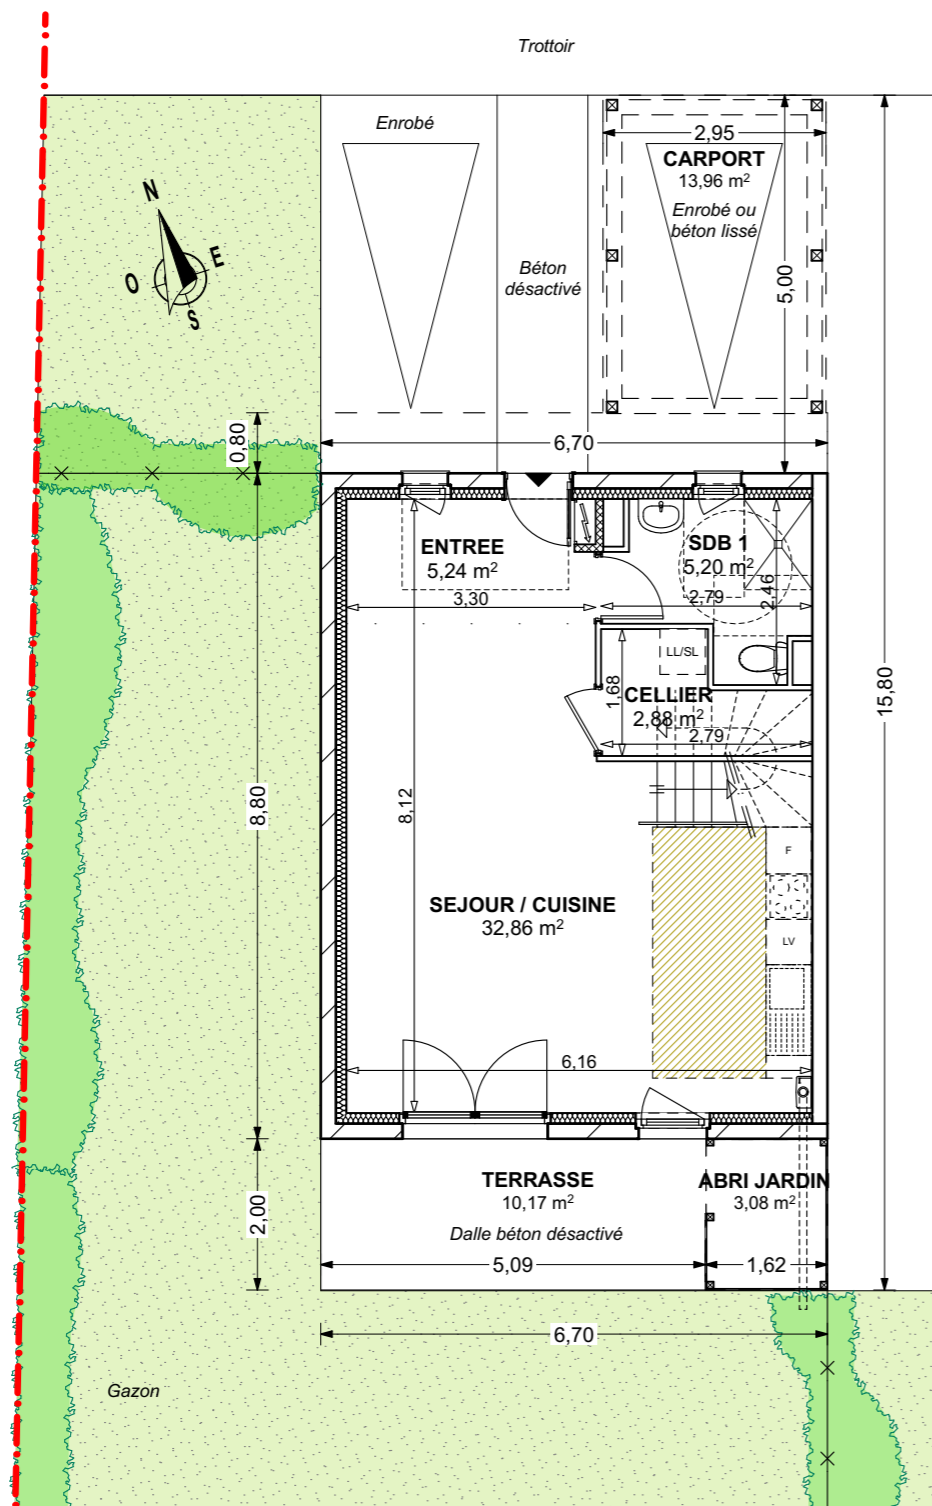 Trottoir
Enrobé
2,95
CARPORT
13,96 m²
Enrobé ou
béton lissé
N
E
O
S
Béton
désactivé
5,00
0,80
6,70
ENTREE
5,24 m²
SDB 1
5,20 m²
3,30
2,79
2,46
LL/SL
1,68
CELLIER
2,88 m²
2,79
15,80
8,80
8,12
F
SEJOUR / CUISINE
32,86 m²
LV
6,16
TERRASSE
10,17 m²
ABRI JARDIN
3,08 m²
2,00
Dalle béton désactivé
5,09
1,62
6,70
Gazon